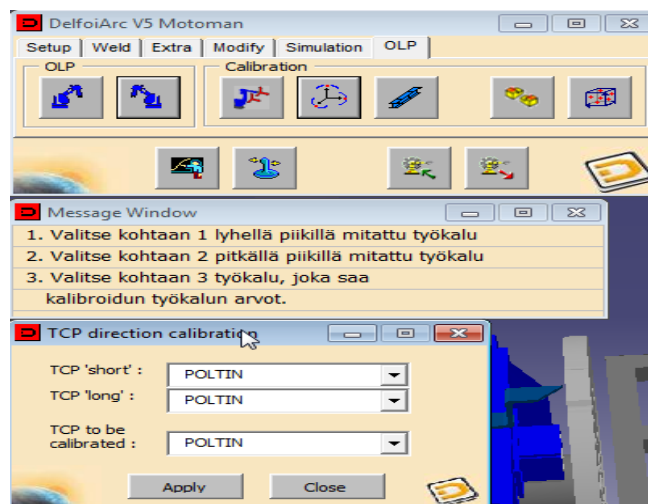 DelfoiArc V5 Motoman
Setup Weld Extra Modify Simulation OLP
OLP Calibration
Message Window
1. Valitse kohtaan 1 lyhellä piikillä mitattu työkalu
2. Valitse kohtaan 2 pitkällä piikillä mitattu työkalu
3. Valitse kohtaan 3 työkalu, joka saa
kalibroidun työkalun arvot.
TCP direction calibration
TCP 'short' : POLTIN
TCP 'long' : POLTIN
TCP to be
calibrated : POLTIN
Apply Close